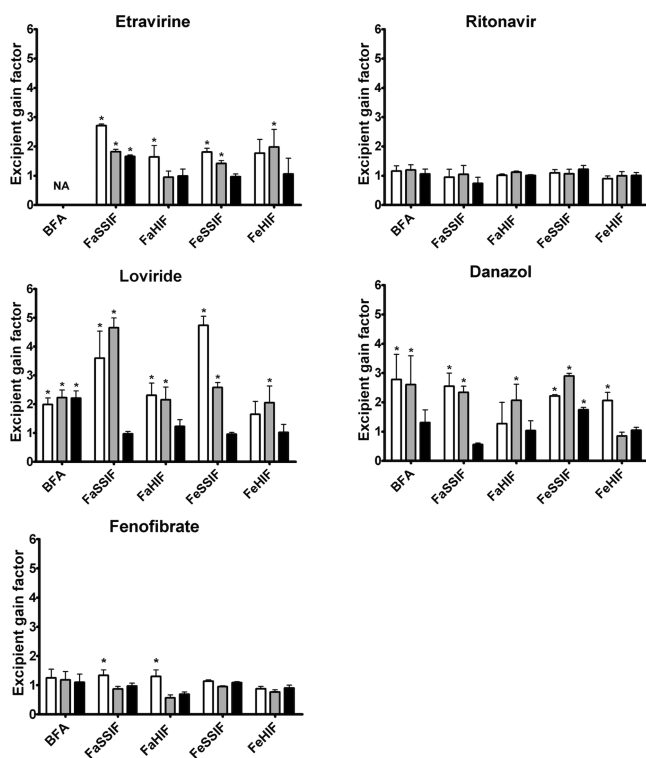 Etravirine
Excipient gain factor
6
5
4
3
2
1
0
NA
* * * * * * * *
BFA FaSSIF FaHIF FeSSIF FeHIF
Ritonavir
Excipient gain factor
6
5
4
3
2
1
0
BFA FaSSIF FaHIF FeSSIF FeHIF
Loviride
Excipient gain factor
6
5
4
3
2
1
0
* * * * * * * * * *
BFA FaSSIF FaHIF FeSSIF FeHIF
Danazol
Excipient gain factor
6
5
4
3
2
1
0
* * * * * * * * *
BFA FaSSIF FaHIF FeSSIF FeHIF
Fenofibrate
Excipient gain factor
6
5
4
3
2
1
0
* *
BFA FaSSIF FaHIF FeSSIF FeHIF